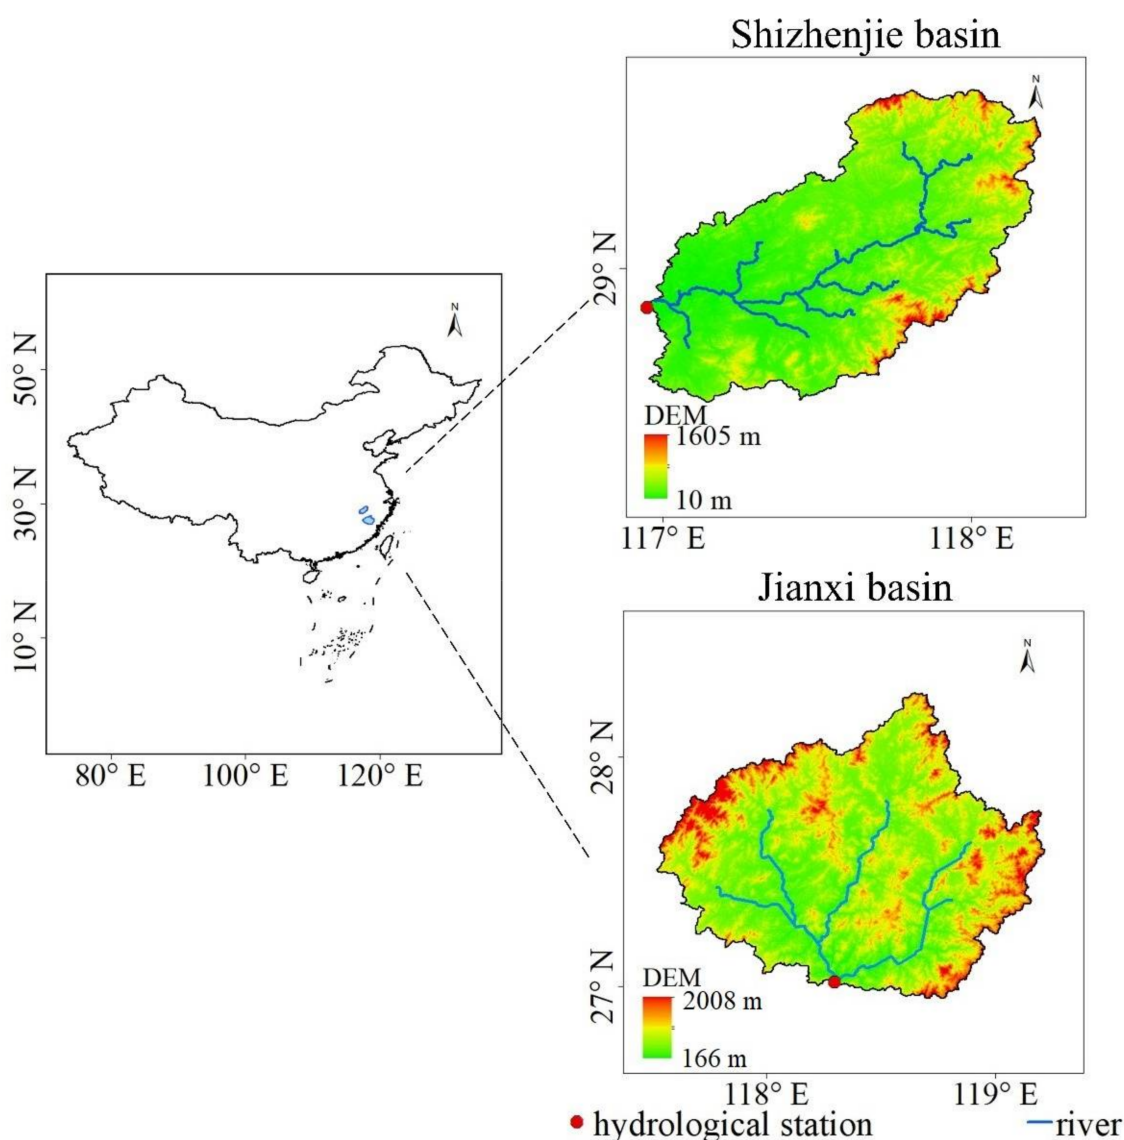 Shizhenjie basin
N
29° N
DEM
1605 m
10 m
117° E
118° E
N
50° N
30° N
10° N
80° E
100° E
120° E
Jianxi basin
N
28° N
27° N
DEM
2008 m
166 m
118° E
119° E
hydrological station
river